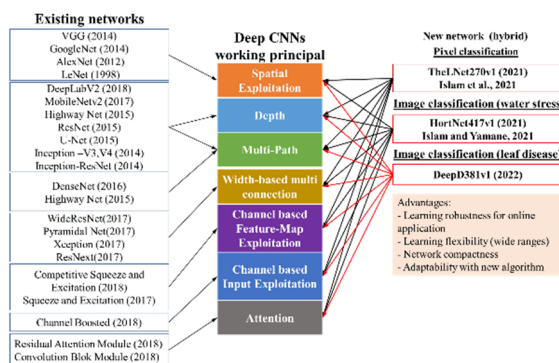 Existing networks
VGG (2014)
GoogleNet (2014)
AlexNet (2012)
LeNet (1998)
DeepLabV2 (2018)
MobileNetv2 (2017)
Highway Net (2015)
ResNet (2015)
U-Net (2015)
Inception –V3,V4 (2014)
Inception-ResNet (2014)
DenseNet (2016)
Highway Net (2015)
WideResNet(2017)
Pyramidal Net(2017)
Xception (2017)
ResNext(2017)
Competitive Squeeze and
Excitation (2018)
Squeeze and Excitation (2017)
Channel Boosted (2018)
Residual Attention Module (2018)
Convolution Blok Module (2018)
Deep CNNs
working principal
Spatial
Exploitation
Depth
Multi-Path
Width-based multi
connection
Channel based
Feature-Map
Exploitation
Channel based
Input Exploitation
Attention
New network (hybrid)
Pixel classification
TheLNet270v1 (2021)
Islam et al., 2021
Image classification (water stress)
HortNet417v1 (2021)
Islam and Yamane, 2021
Image classification (leaf disease)
DeepD381v1 (2022)
Advantages:
- Learning robustness for online
application
- Learning flexibility (wide ranges)
- Network compactness
- Adaptability with new algorithm